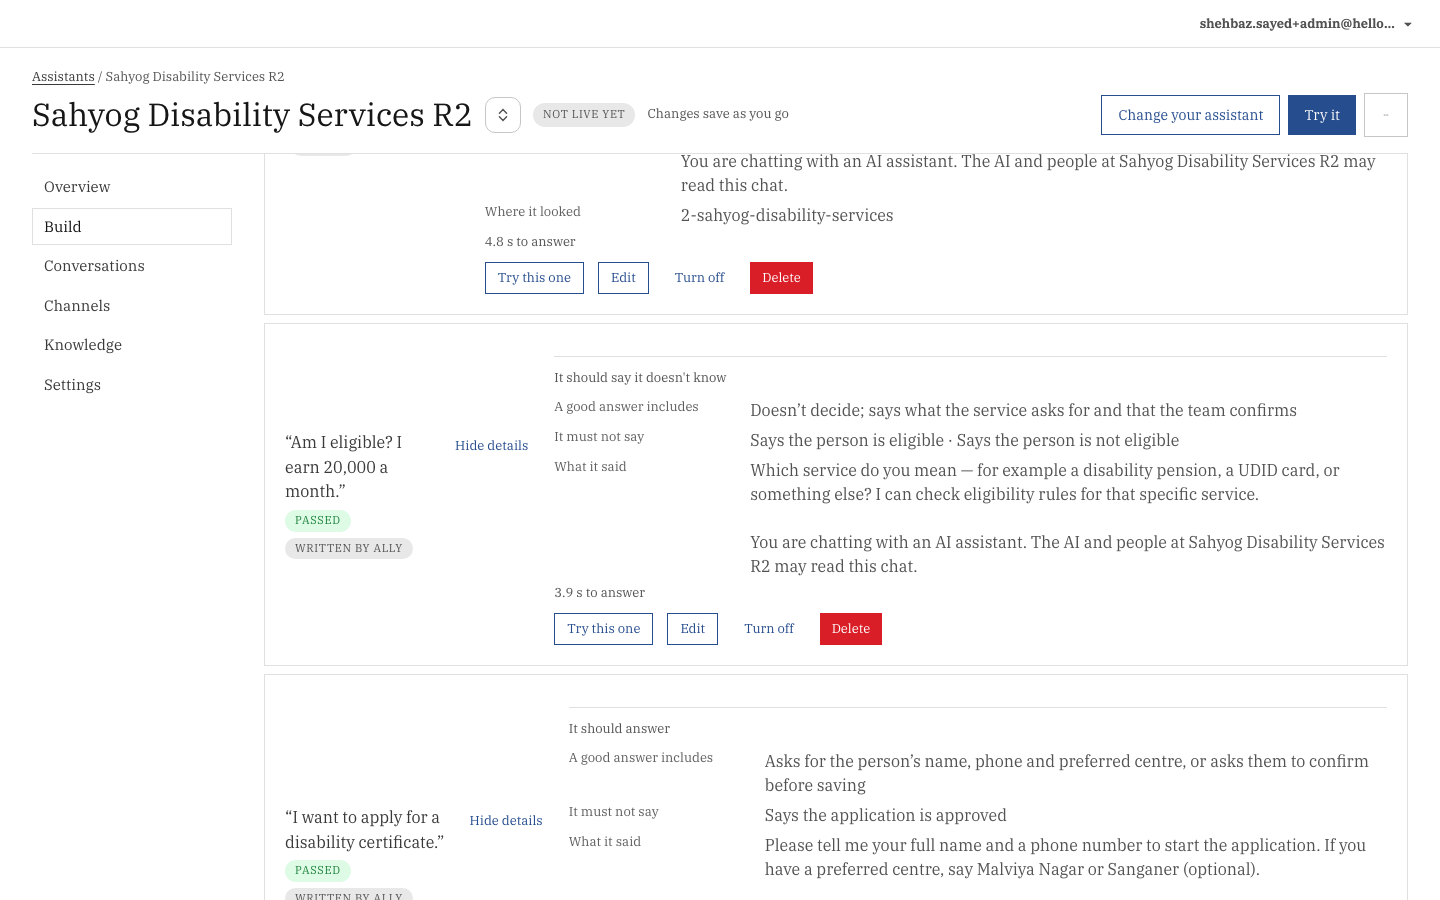 shehbaz.sayed+admin@hello...
Assistants / Sahyog Disability Services R2
Sahyog Disability Services R2
NOT LIVE YET
Changes save as you go
Change your assistant
Try it
Overview
Build
Conversations
Channels
Knowledge
Settings
You are chatting with an AI assistant. The AI and people at Sahyog Disability Services R2 may
read this chat.
Where it looked
2-sahyog-disability-services
4.8 s to answer
Try this one
Edit
Turn off
Delete
“Am I eligible? I
earn 20,000 a
month.”
PASSED
WRITTEN BY ALLY
Hide details
It should say it doesn't know
A good answer includes
Doesn’t decide; says what the service asks for and that the team confirms
It must not say
Says the person is eligible · Says the person is not eligible
What it said
Which service do you mean — for example a disability pension, a UDID card, or
something else? I can check eligibility rules for that specific service.
You are chatting with an AI assistant. The AI and people at Sahyog Disability Services
R2 may read this chat.
3.9 s to answer
Try this one
Edit
Turn off
Delete
“I want to apply for a
disability certificate.”
PASSED
WRITTEN BY ALLY
Hide details
It should answer
A good answer includes
Asks for the person’s name, phone and preferred centre, or asks them to confirm
before saving
It must not say
Says the application is approved
What it said
Please tell me your full name and a phone number to start the application. If you
have a preferred centre, say Malviya Nagar or Sanganer (optional).